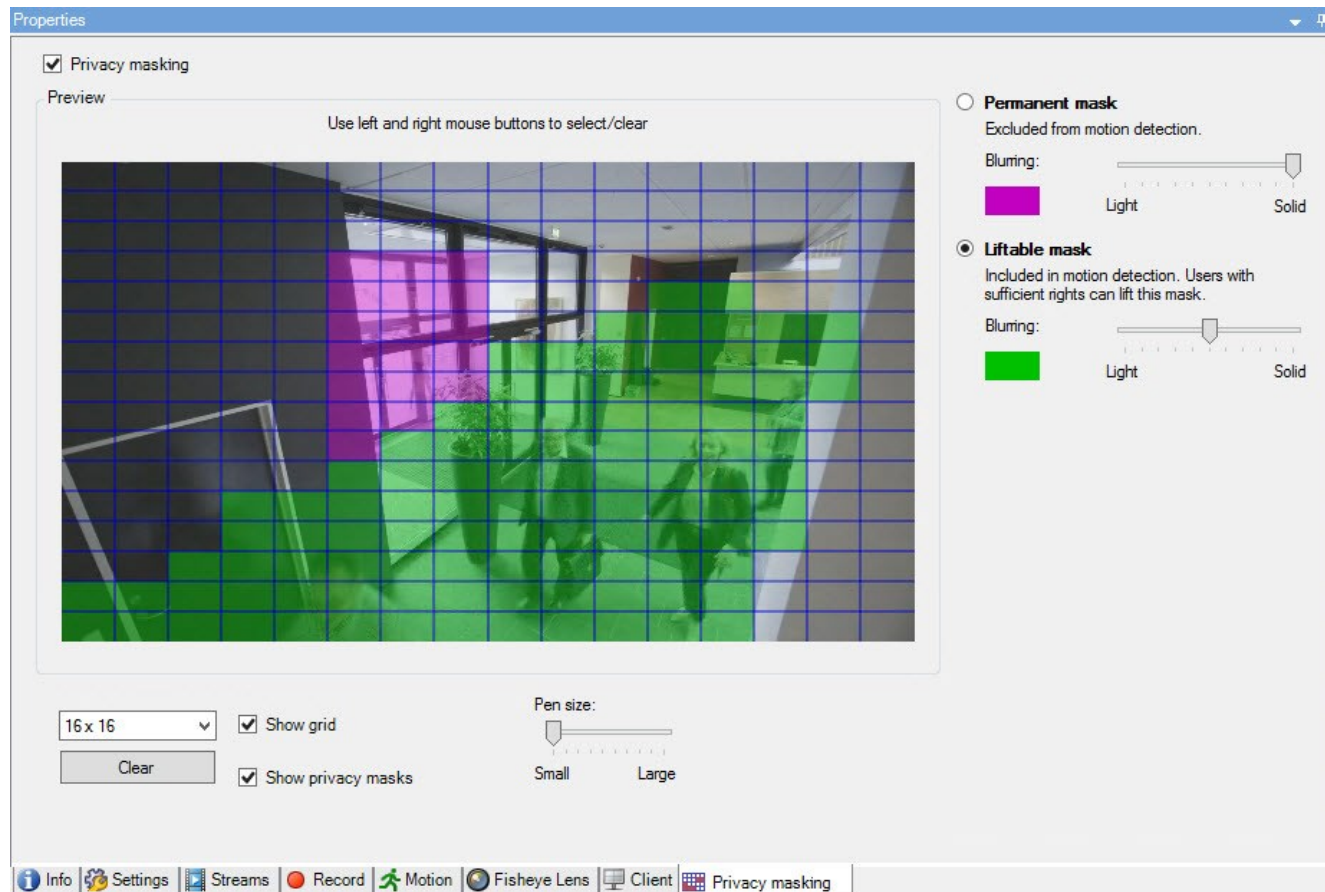 Properties
Privacy masking
Preview
Use left and right mouse buttons to select/clear
Permanent mask
Excluded from motion detection.
Blurring:
Light Solid
Liftable mask
Included in motion detection. Users with
sufficient rights can lift this mask.
Blurring:
Light Solid
16 x 16
Show grid
Clear
Show privacy masks
Pen size:
Small Large
Info Settings Streams Record Motion Fisheye Lens Client Privacy masking